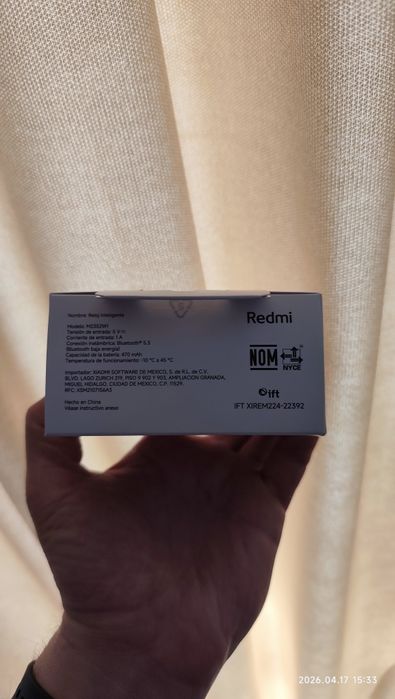 Nombre: Reloj inteligente
Redmi
Modelo: M2352W1
Tensión de entrada: 5 V⎓
Corriente de entrada: 1 A
Conexión inalámbrica: Bluetooth® 5.3
Bluetooth baja energía
Capacidad de la batería: 470 mAh
Temperatura de funcionamiento: -10 °C a 45 °C
NOM
NYCE
Importador: XIAOMI SOFTWARE DE MEXICO, S. de R.L. de C.V.
BLVD. LAGO ZURICH 219, PISO 9 902 Y 903, AMPLIACION GRANADA,
MIGUEL HIDALGO, CIUDAD DE MEXICO, C.P. 11529.
RFC: XSM2107156A3
ift
IFT XIREM224-22392
Hecho en China
Véase instructivo anexo
2026.04.17 15:33